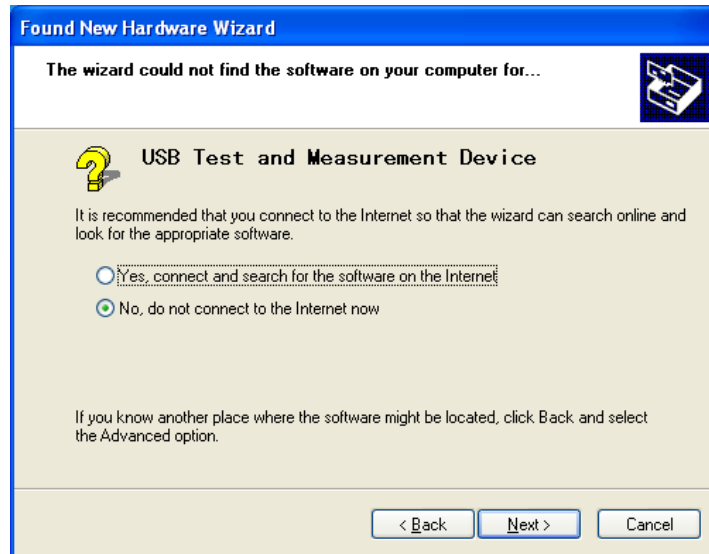 Found New Hardware Wizard
The wizard could not find the software on your computer for...
USB Test and Measurement Device
It is recommended that you connect to the Internet so that the wizard can search online and
look for the appropriate software.
Yes, connect and search for the software on the Internet
No, do not connect to the Internet now
If you know another place where the software might be located, click Back and select
the Advanced option.
< Back Next > Cancel